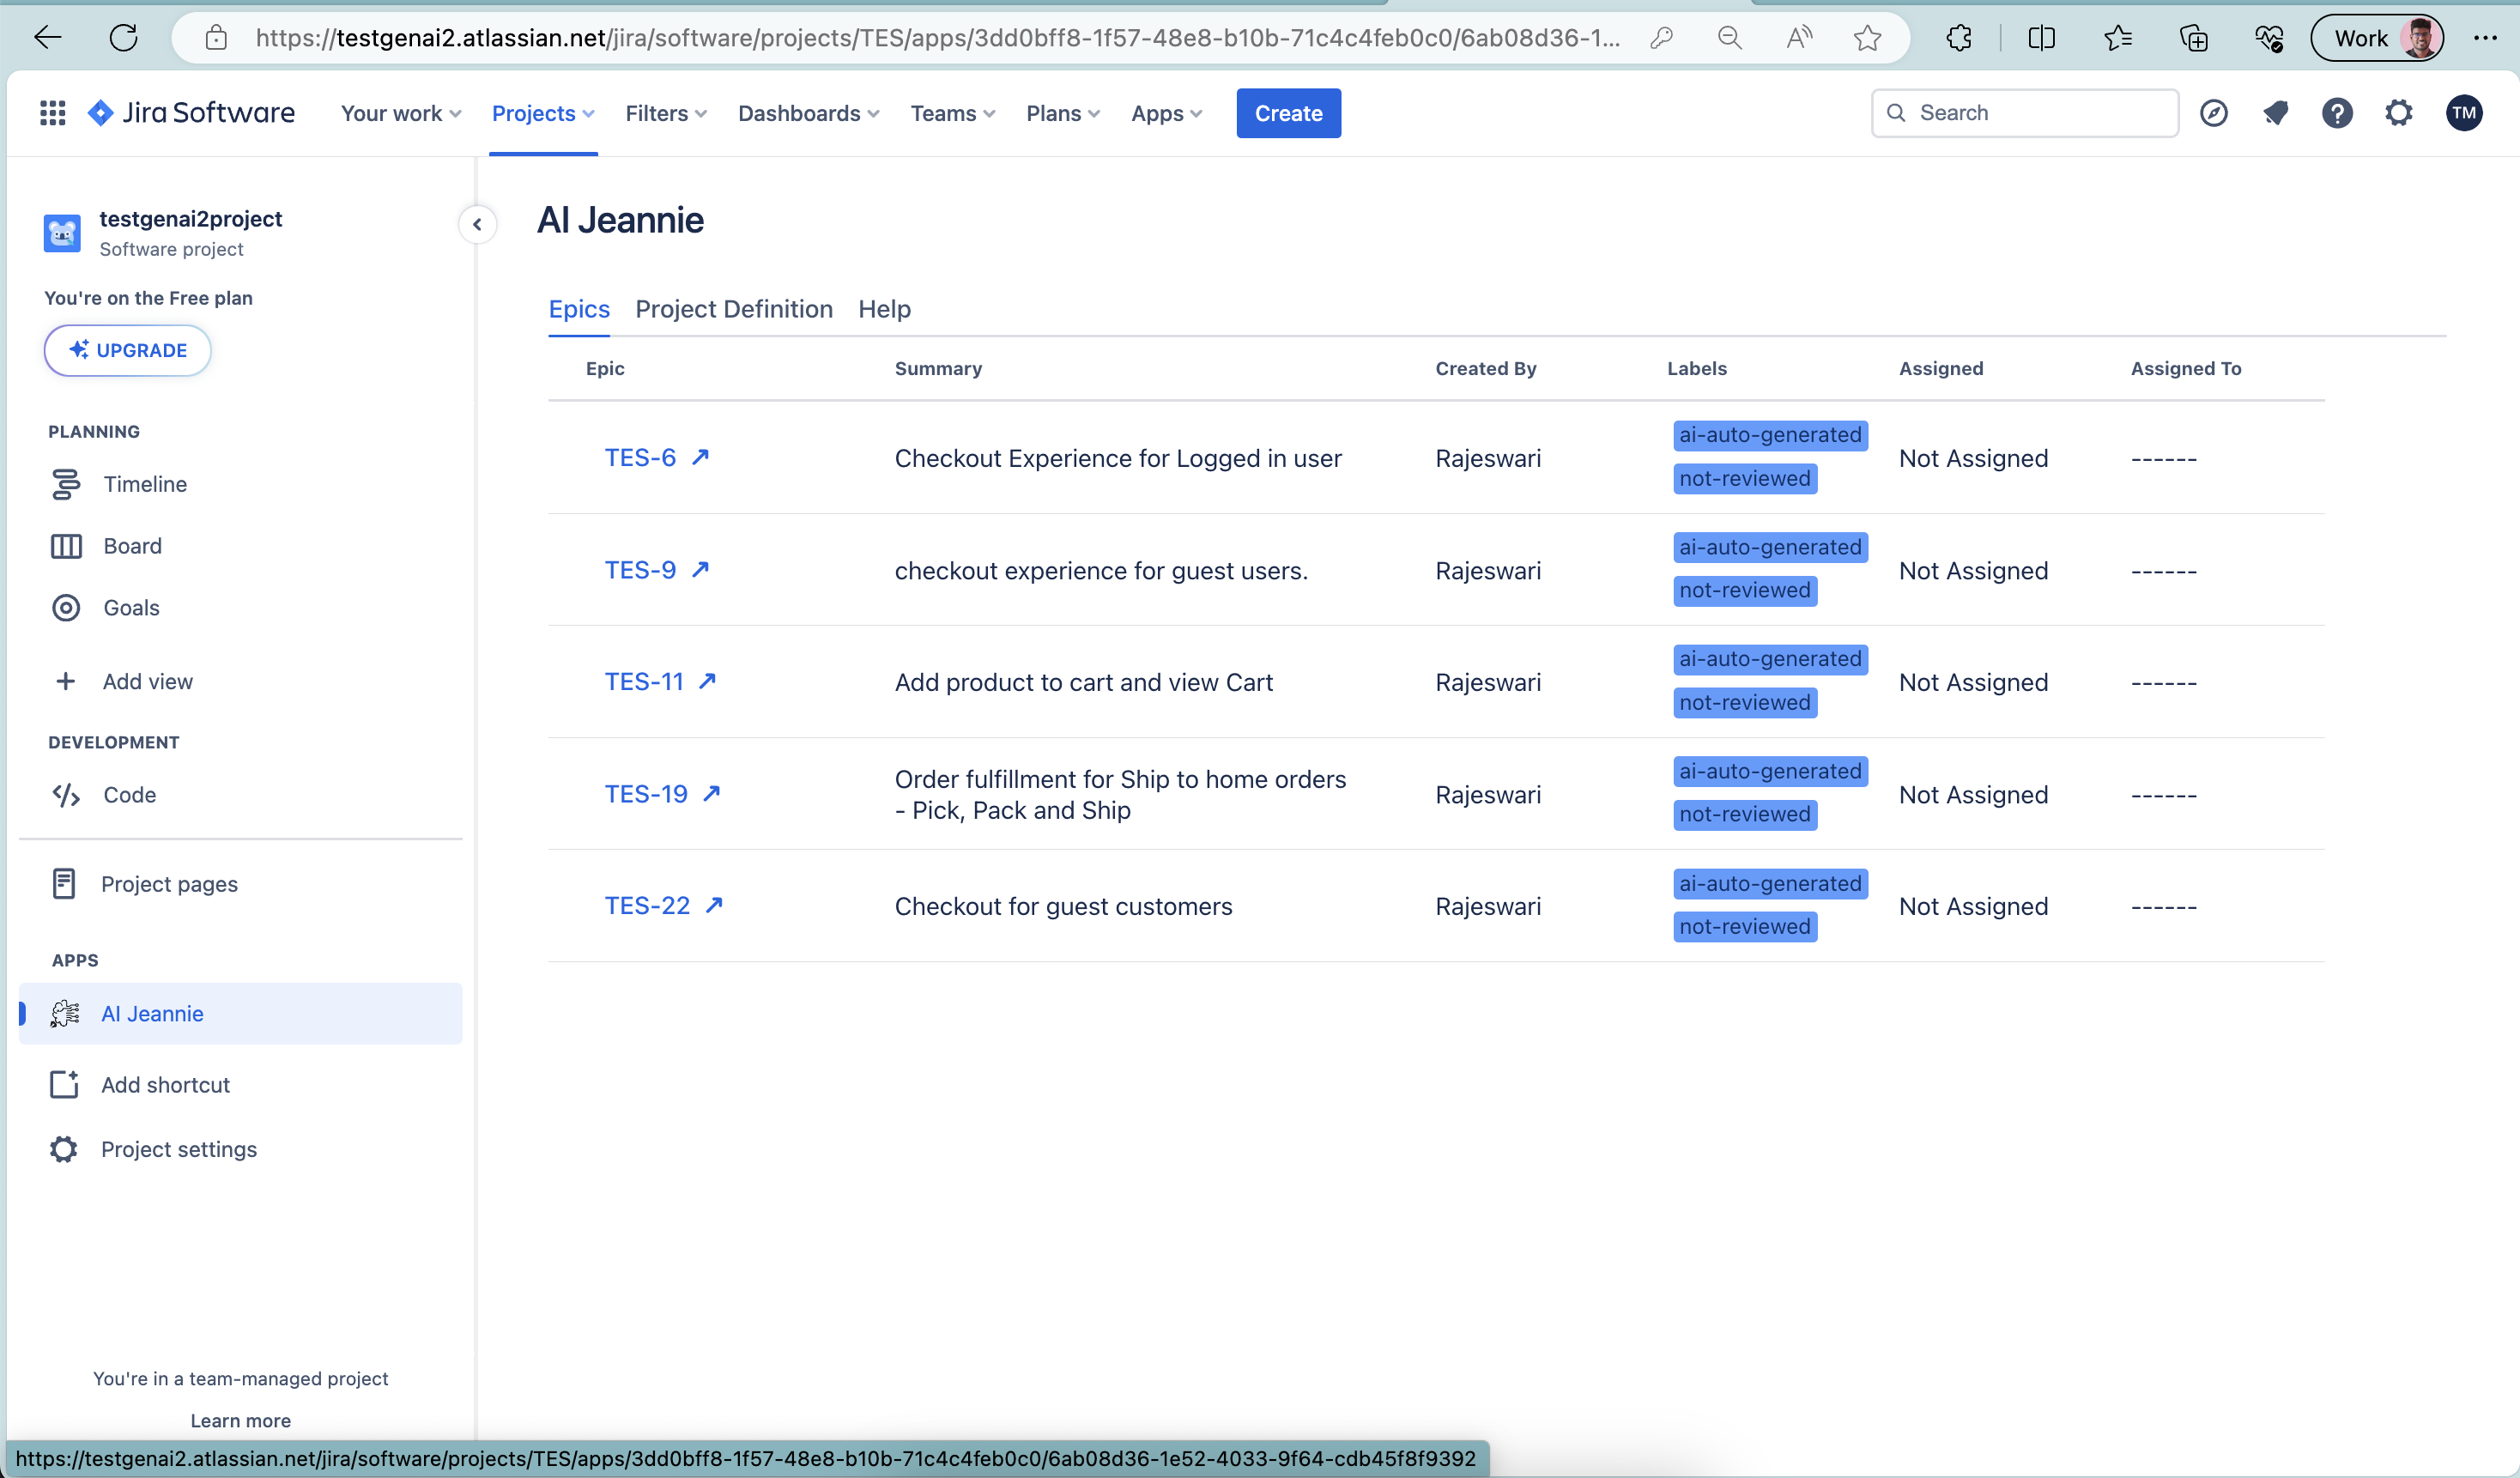 https://testgenai2.atlassian.net/jira/software/projects/TES/apps/3dd0bff8-1f57-48e8-b10b-71c4c4feb0c0/6ab08d36-1...
Work
Jira Software
Your work
Projects
Filters
Dashboards
Teams
Plans
Apps
Create
Search
TM
testgenai2project
Software project
You're on the Free plan
UPGRADE
PLANNING
Timeline
Board
Goals
Add view
DEVELOPMENT
Code
Project pages
APPS
AI Jeannie
Add shortcut
Project settings
You're in a team-managed project
Learn more
AI Jeannie
Epics Project Definition Help
Epic Summary Created By Labels Assigned Assigned To
TES-6 Checkout Experience for Logged in user Rajeswari ai-auto-generated not-reviewed Not Assigned ------
TES-9 checkout experience for guest users. Rajeswari ai-auto-generated not-reviewed Not Assigned ------
TES-11 Add product to cart and view Cart Rajeswari ai-auto-generated not-reviewed Not Assigned ------
TES-19 Order fulfillment for Ship to home orders
- Pick, Pack and Ship Rajeswari ai-auto-generated not-reviewed Not Assigned ------
TES-22 Checkout for guest customers Rajeswari ai-auto-generated not-reviewed Not Assigned ------
https://testgenai2.atlassian.net/jira/software/projects/TES/apps/3dd0bff8-1f57-48e8-b10b-71c4c4feb0c0/6ab08d36-1e52-4033-9f64-cdb45f8f9392